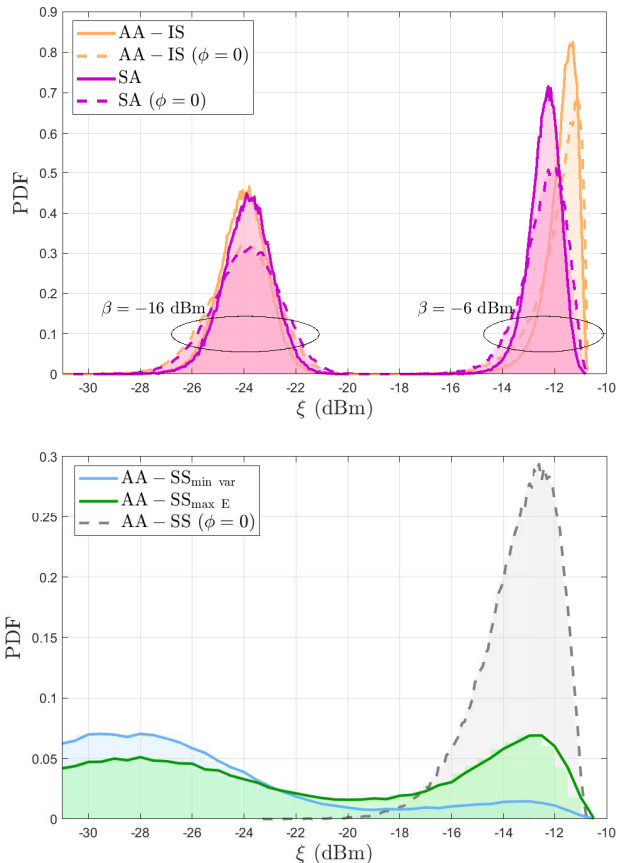 0.9
0.8
0.7
0.6
0.5
0.4
0.3
0.2
0.1
0
PDF
AA − IS
AA − IS (ϕ = 0)
SA
SA (ϕ = 0)
β = −16 dBm
β = −6 dBm
-30 -28 -26 -24 -22 -20 -18 -16 -14 -12 -10
ξ (dBm)
0.3
0.25
0.2
0.15
0.1
0.05
0
PDF
AA − SSmin var
AA − SSmax E
AA − SS (ϕ = 0)
-30 -28 -26 -24 -22 -20 -18 -16 -14 -12 -10
ξ (dBm)